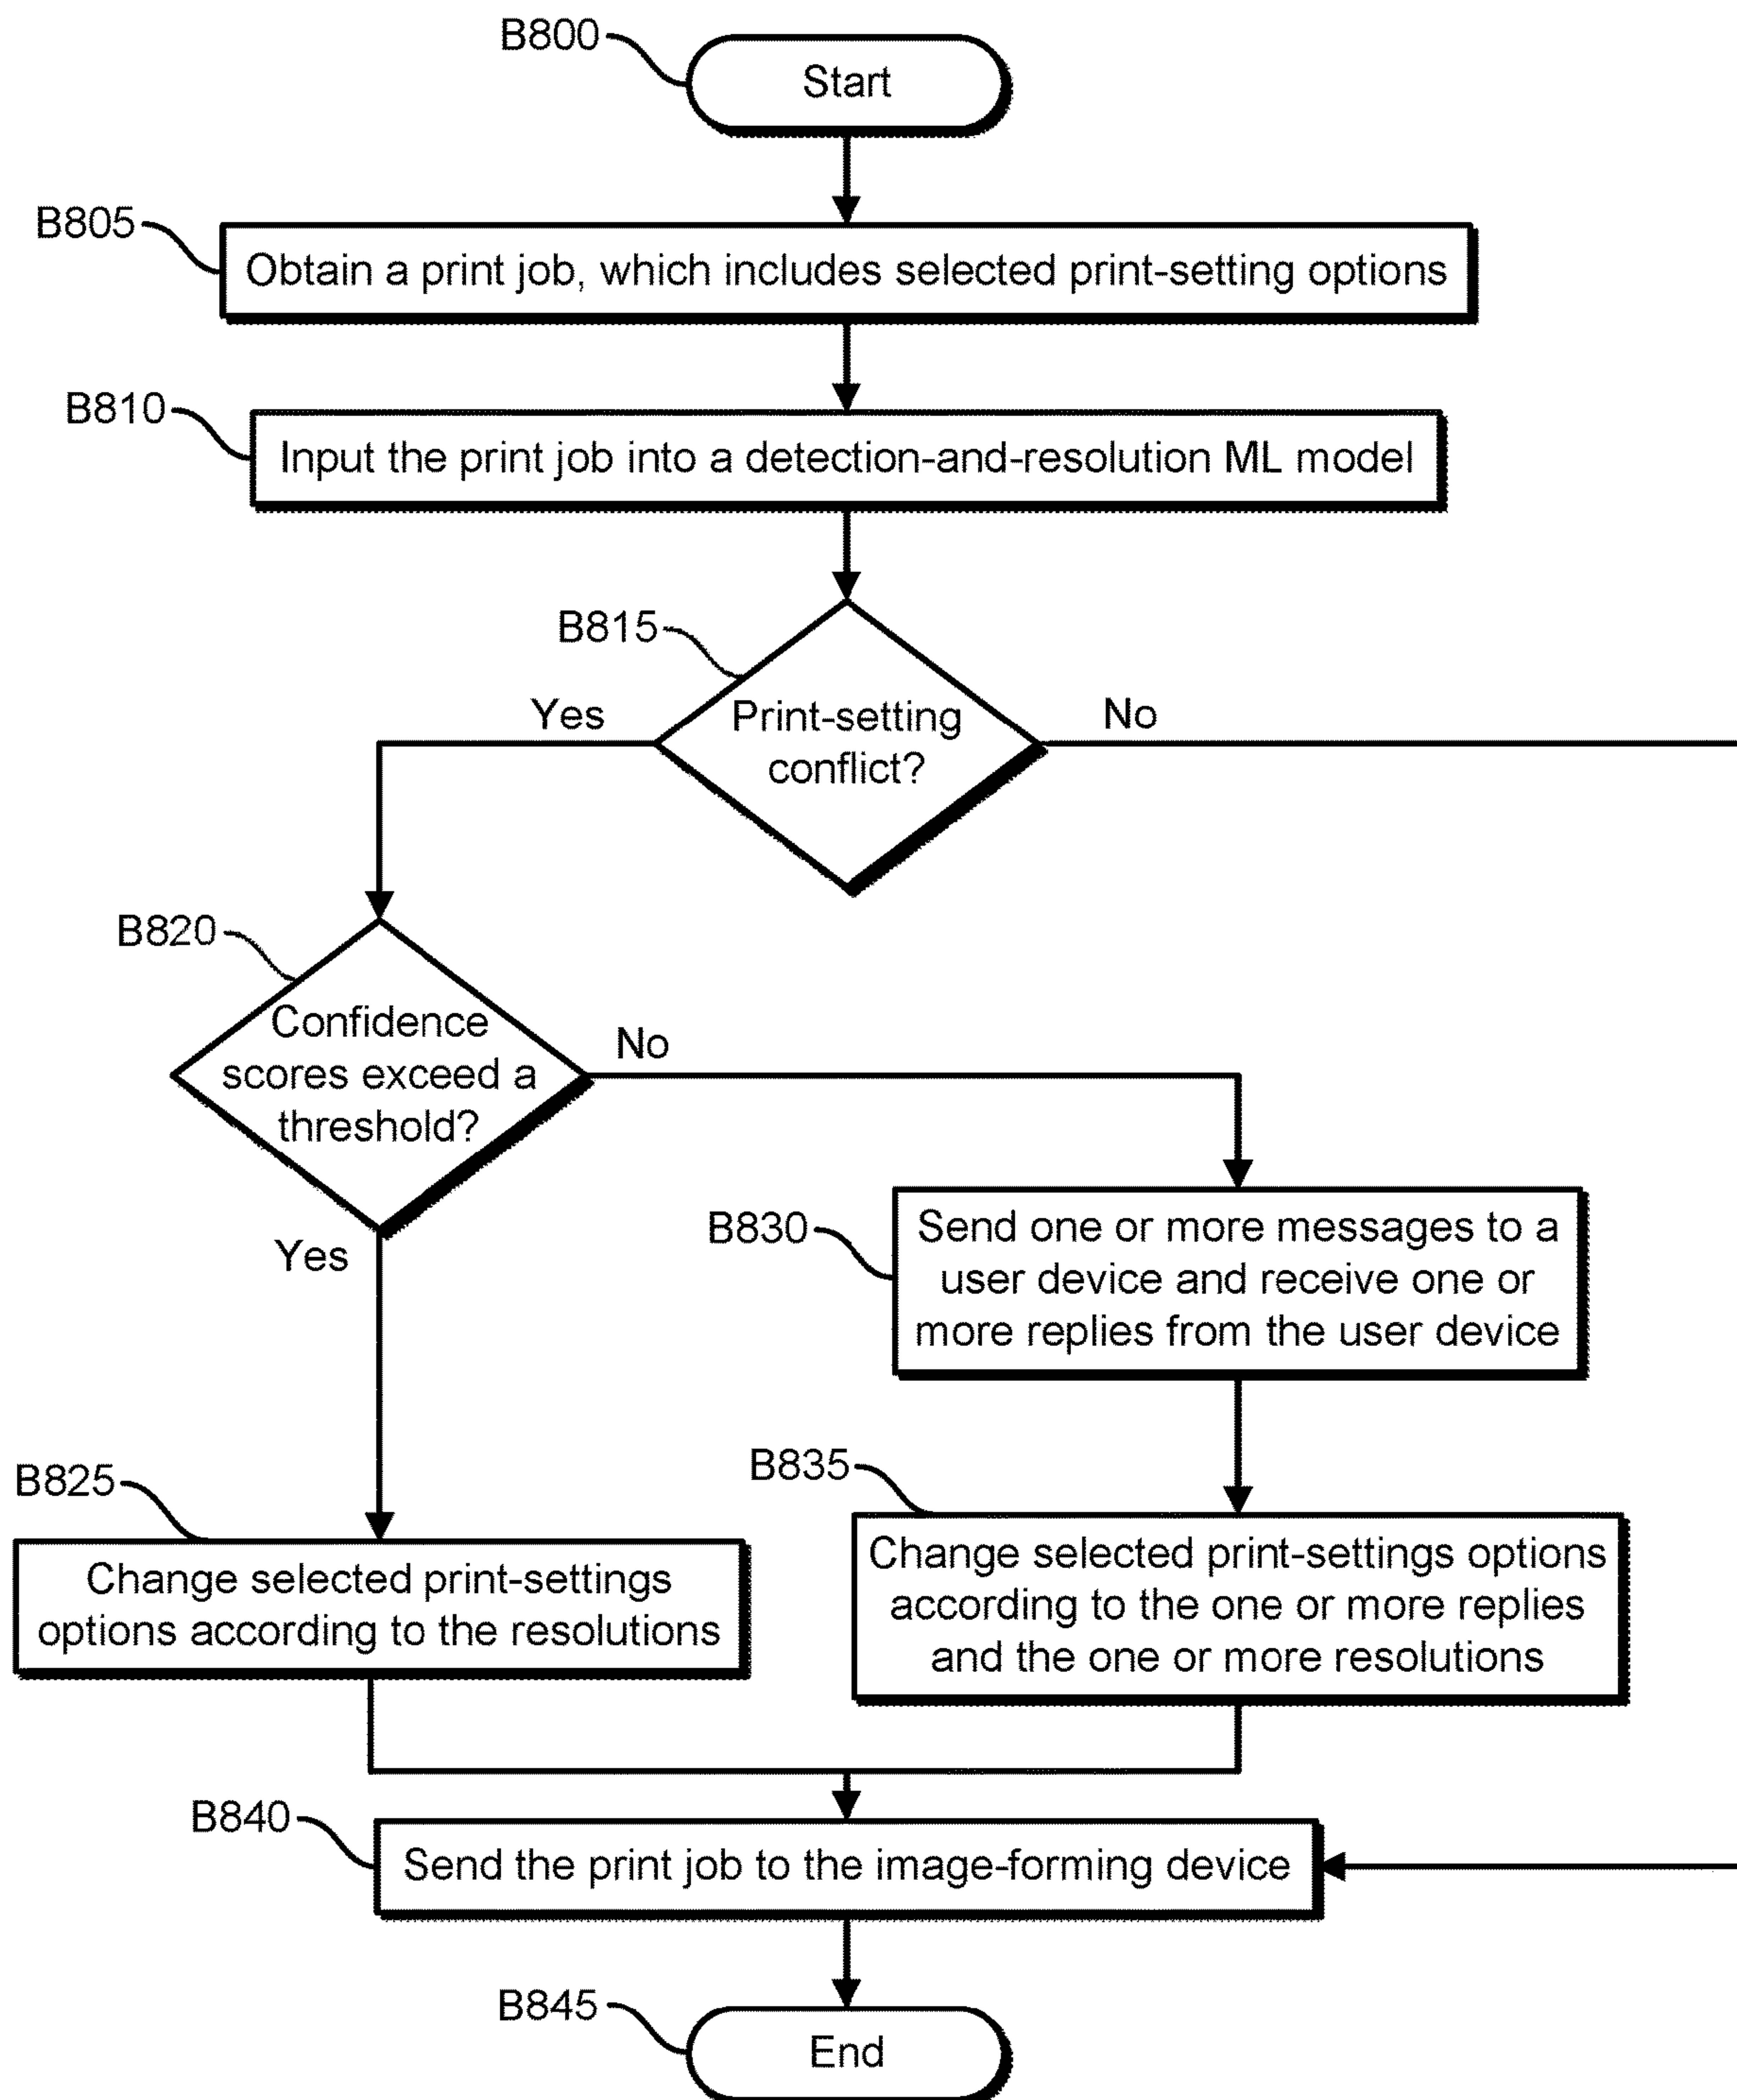 B800
Start
B805
Obtain a print job, which includes selected print-setting options
B810
Input the print job into a detection-and-resolution ML model
B815
Print-setting
conflict?
Yes
No
B820
Confidence
scores exceed a
threshold?
No
Yes
B830
Send one or more messages to a
user device and receive one or
more replies from the user device
B825
Change selected print-settings
options according to the resolutions
B835
Change selected print-settings options
according to the one or more replies
and the one or more resolutions
B840
Send the print job to the image-forming device
B845
End